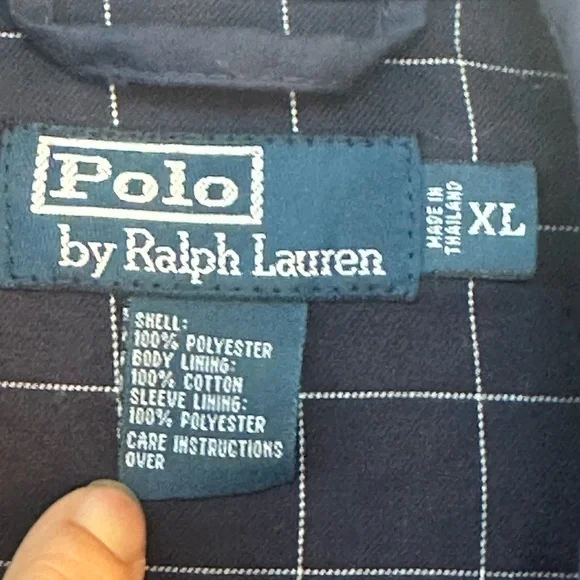 Polo
by Ralph Lauren
MADE IN
THAILAND
XL
SHELL:
100% POLYESTER
BODY LINING:
100% COTTON
SLEEVE LINING:
100% POLYESTER
CARE INSTRUCTIONS
OVER